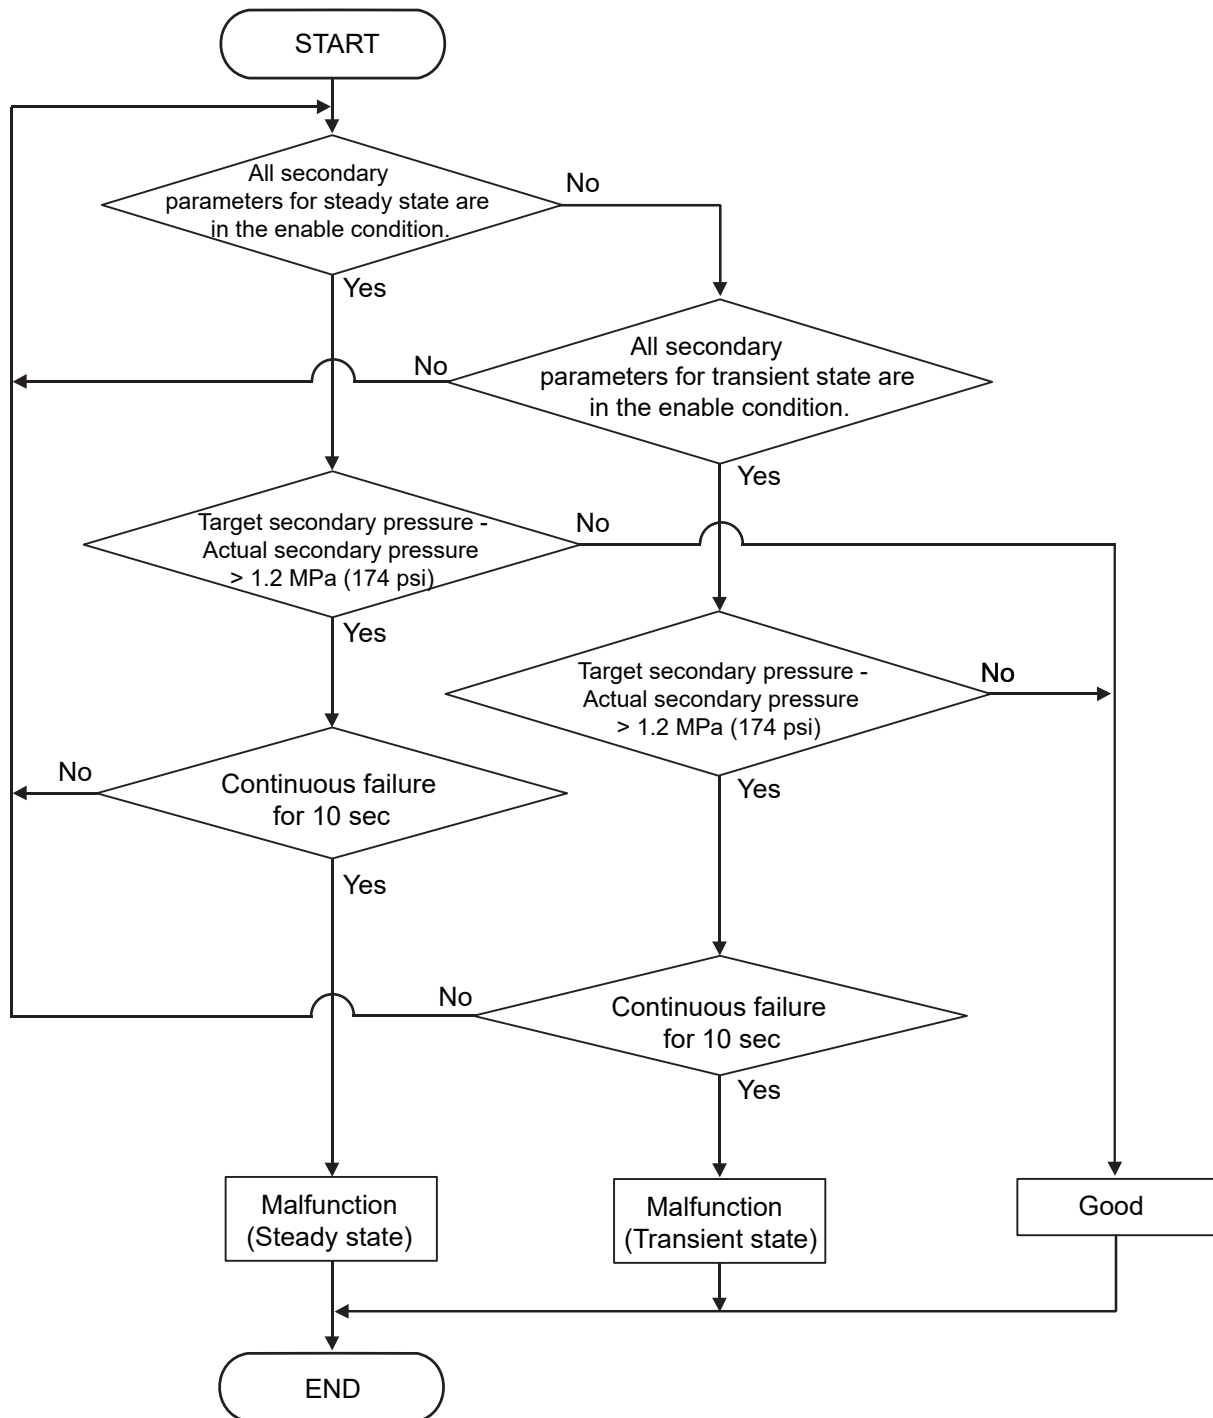 START
All secondary
parameters for steady state are
in the enable condition.
No
Yes
All secondary
parameters for transient state are
in the enable condition.
No
Yes
Target secondary pressure -
Actual secondary pressure
> 1.2 MPa (174 psi)
No
Yes
Target secondary pressure -
Actual secondary pressure
> 1.2 MPa (174 psi)
No
Yes
Continuous failure
for 10 sec
No
Yes
Continuous failure
for 10 sec
No
Yes
Malfunction
(Steady state)
Malfunction
(Transient state)
Good
END